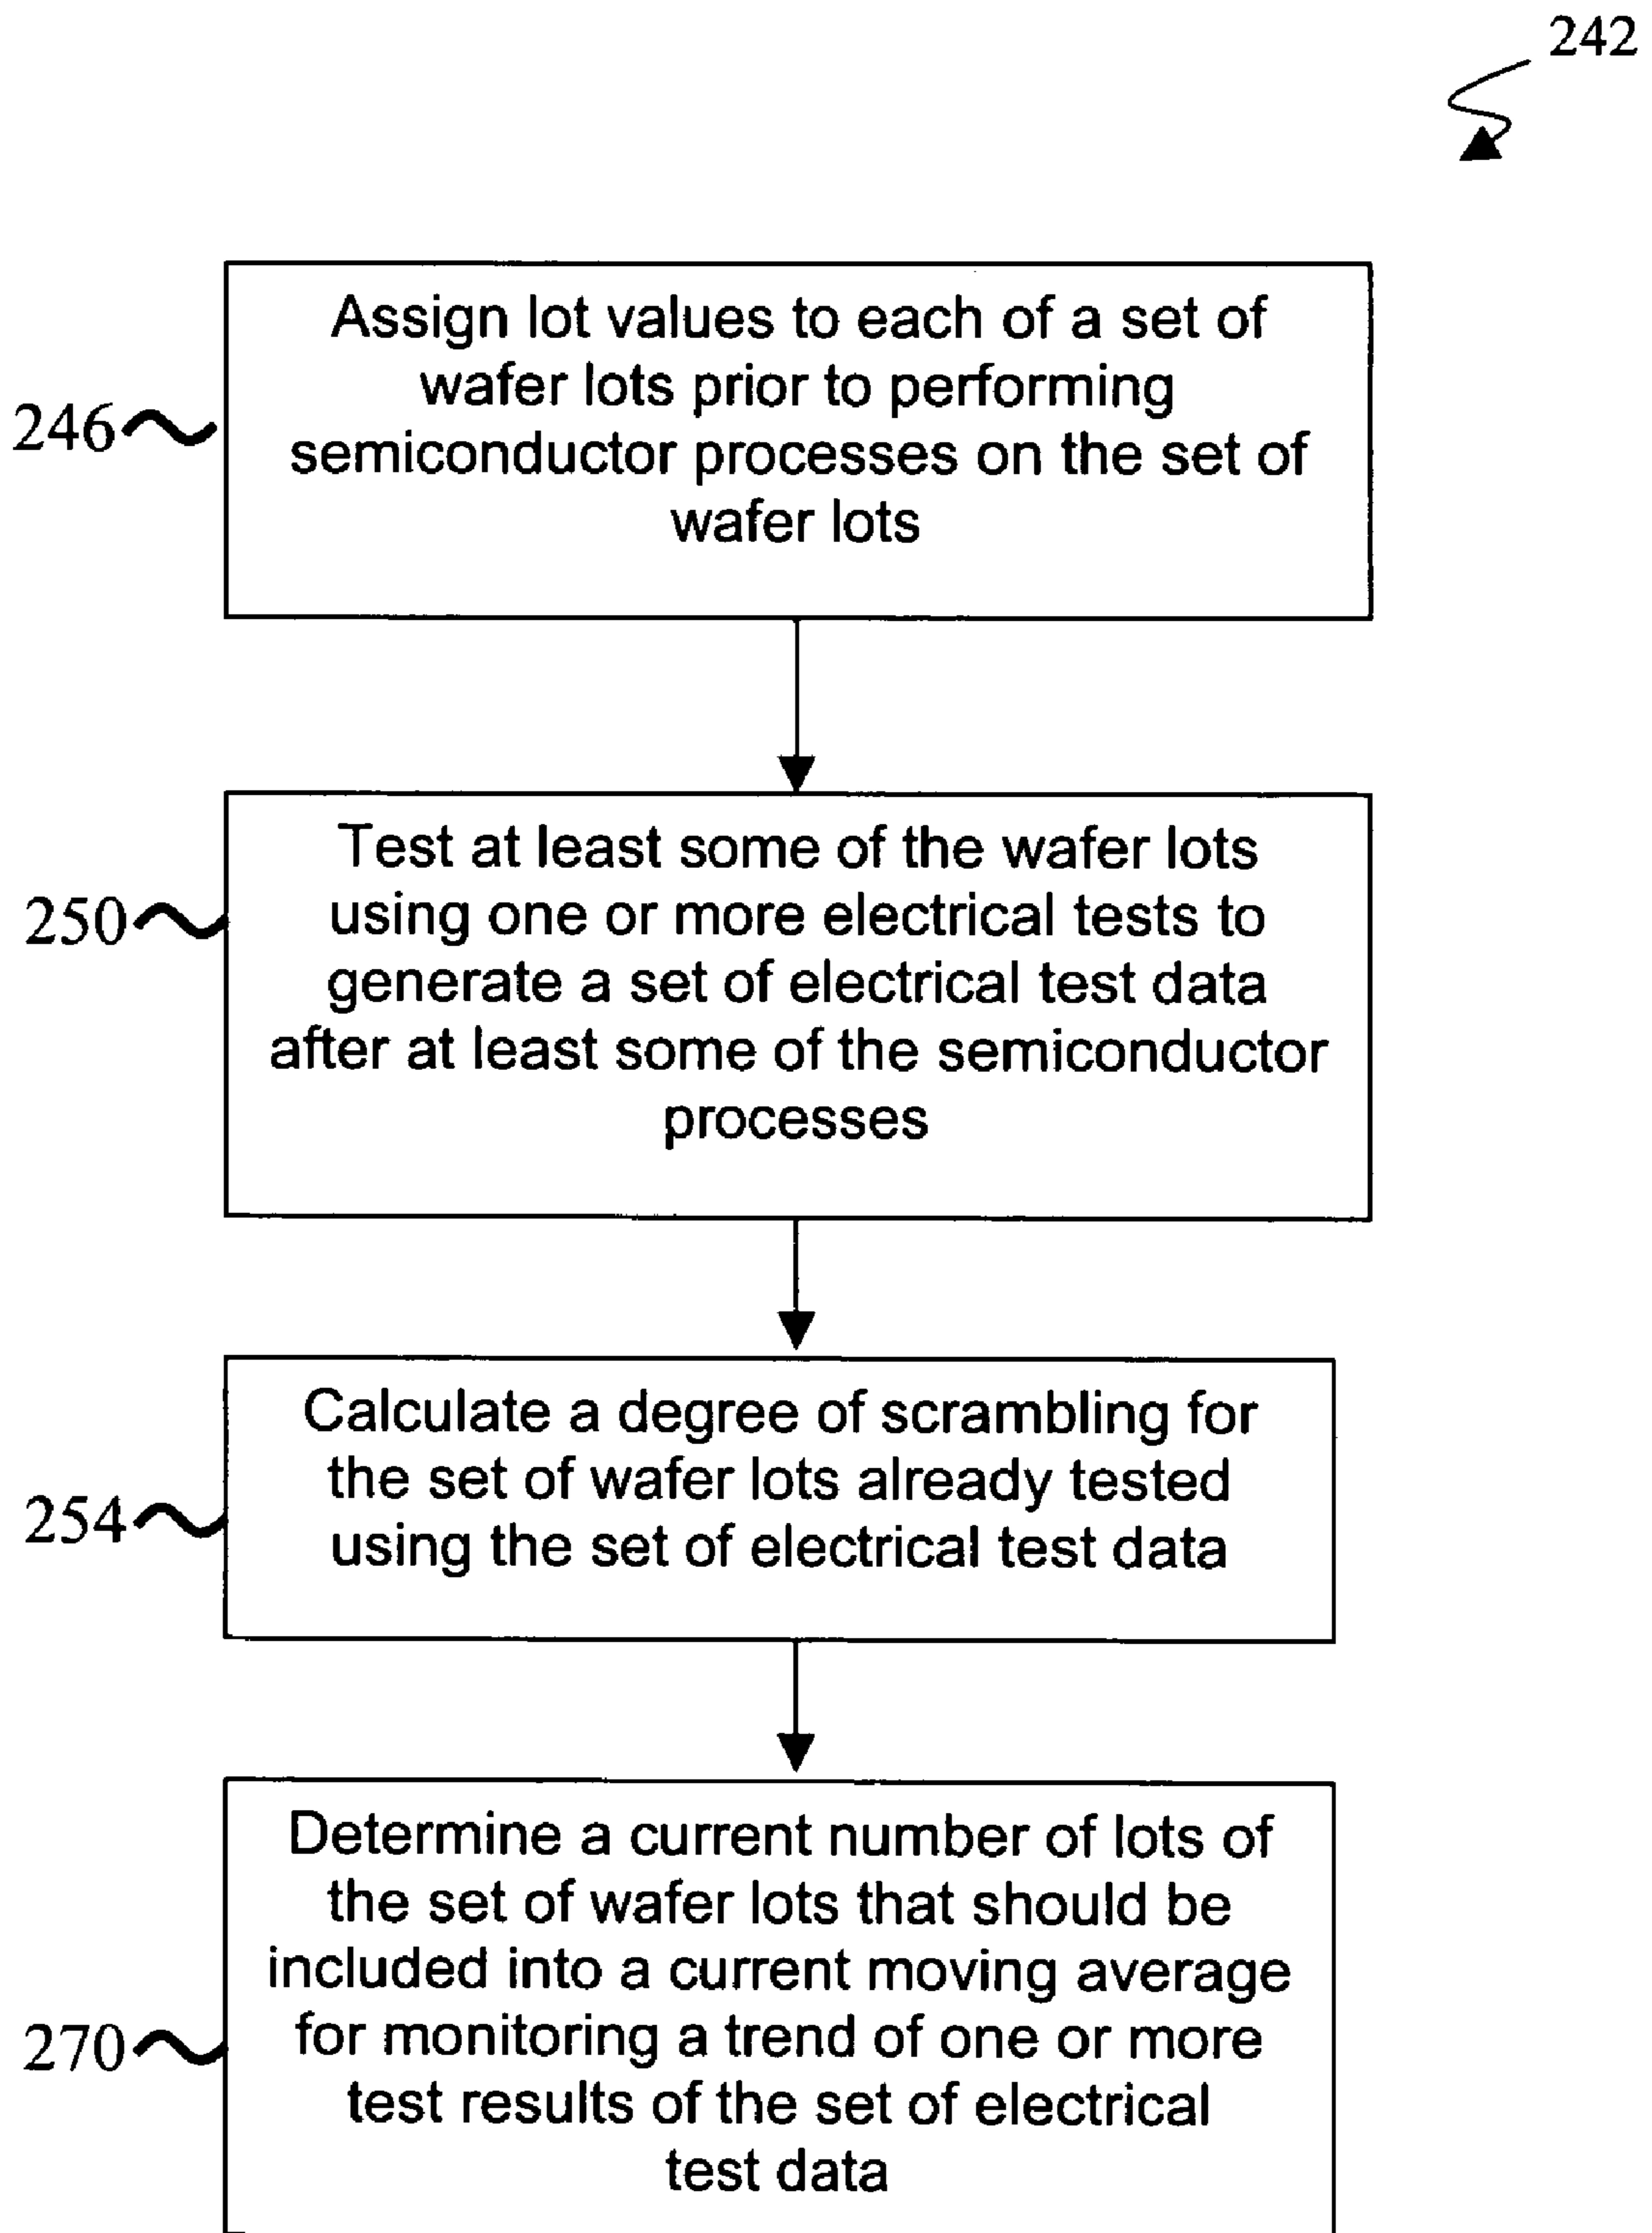 242
Assign lot values to each of a set of
wafer lots prior to performing
246
semiconductor processes on the set of
wafer lots
Test at least some of the wafer lots
250
using one or more electrical tests to
generate a set of electrical test data
after at least some of the semiconductor
processes
Calculate a degree of scrambling for
the set of wafer lots already tested
254
using the set of electrical test data
Determine a current number of lots of
the set of wafer lots that should be
included into a current moving average
270
for monitoring a trend of one or more
test results of the set of electrical
test data